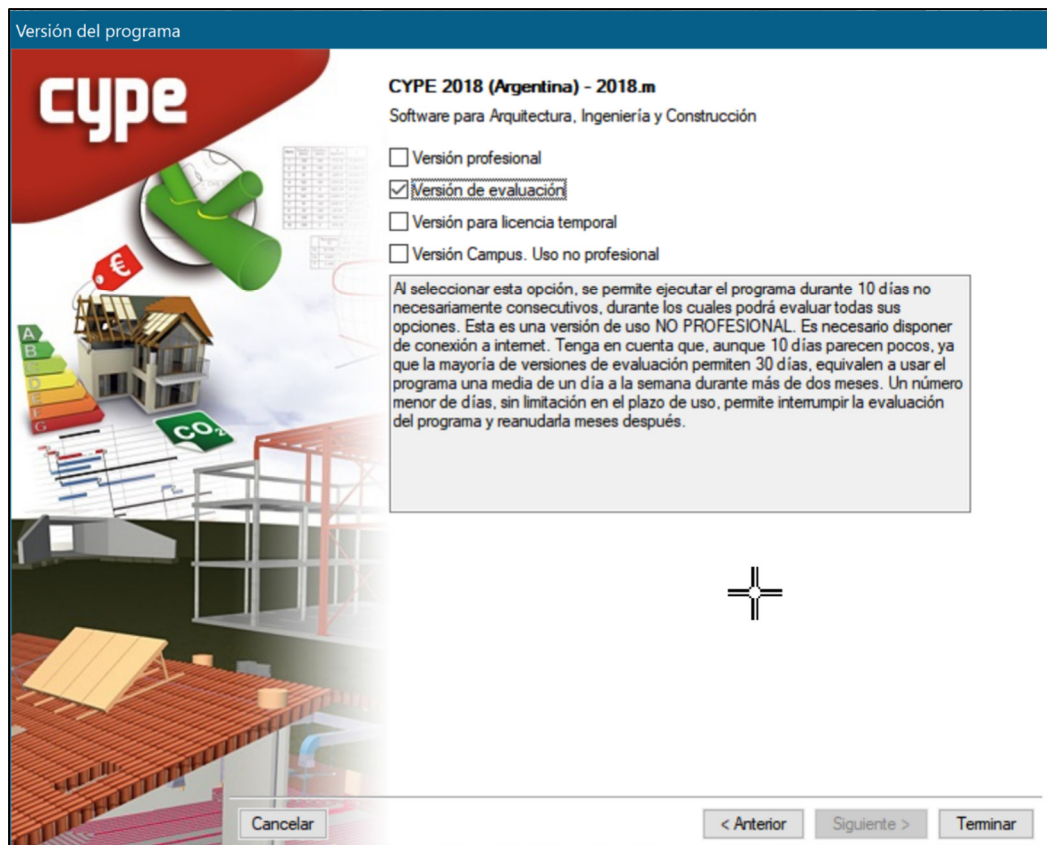 Versión del programa
cype
CYPE 2018 (Argentina) - 2018.m
Software para Arquitectura, Ingeniería y Construcción
Versión profesional
Versión de evaluación
Versión para licencia temporal
Versión Campus. Uso no profesional
Al seleccionar esta opción, se permite ejecutar el programa durante 10 días no
necesariamente consecutivos, durante los cuales podrá evaluar todas sus
opciones. Esta es una versión de uso NO PROFESIONAL. Es necesario disponer
de conexión a internet. Tenga en cuenta que, aunque 10 días parecen pocos, ya
que la mayoría de versiones de evaluación permiten 30 días, equivalen a usar el
programa una media de un día a la semana durante más de dos meses. Un número
menor de días, sin limitación en el plazo de uso, permite interrumpir la evaluación
del programa y reanudarla meses después.
€
A
B
C
D
E
F
G
CO2
Cancelar
< Anterior
Siguiente >
Terminar